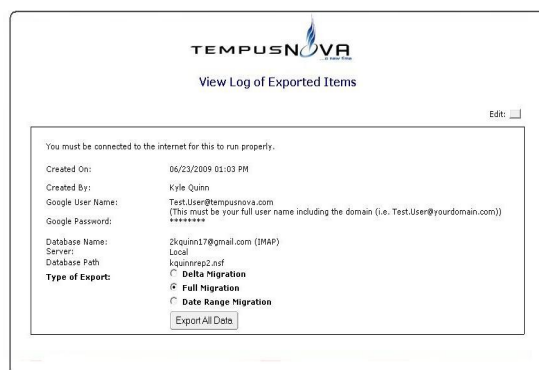 TEMPUSNOVA
a new time
View Log of Exported Items
Edit:
You must be connected to the internet for this to run properly.
Created On: 06/23/2009 01:03 PM
Created By: Kyle Quinn
Google User Name: Test.User@tempusnova.com
(This must be your full user name including the domain (i.e. Test.User@yourdomain.com))
Google Password: ********
Database Name: 2kquinn17@gmail.com (IMAP)
Server: Local
Database Path kquinnrep2.nsf
Type of Export: Delta Migration
Full Migration
Date Range Migration
Export All Data